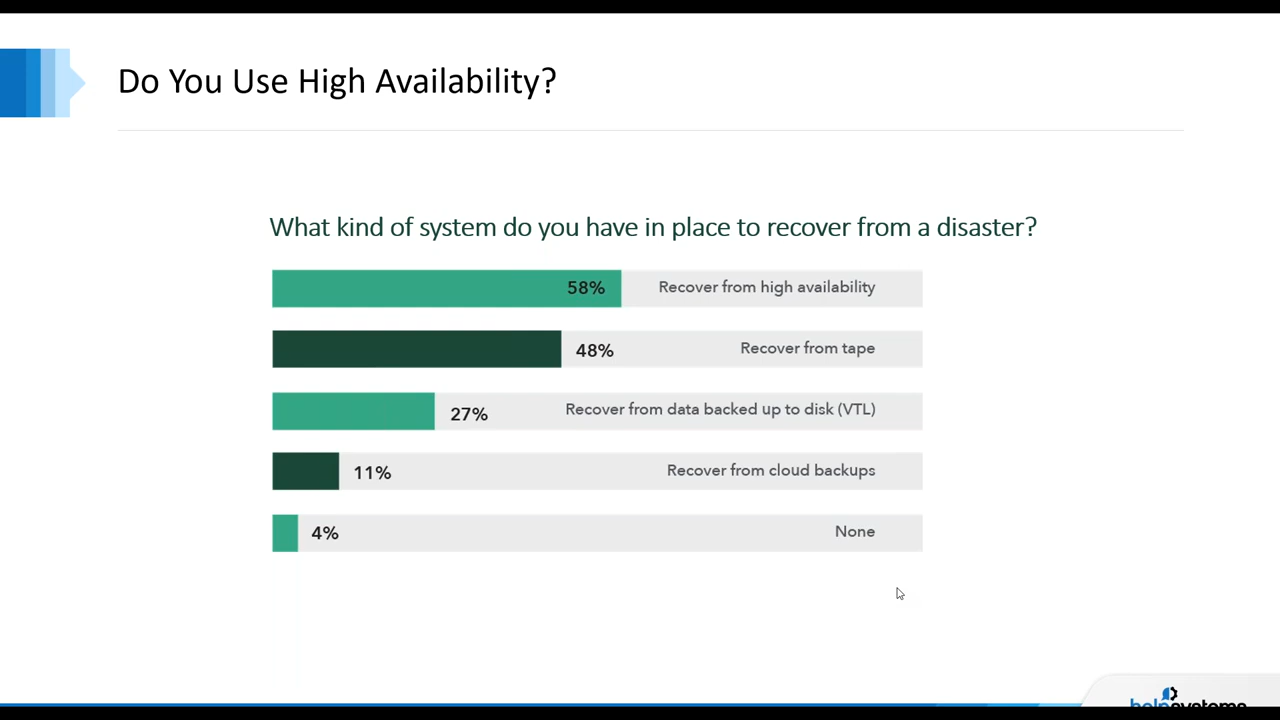 Do You Use High Availability?
What kind of system do you have in place to recover from a disaster?
58% Recover from high availability
48% Recover from tape
27% Recover from data backed up to disk (VTL)
11% Recover from cloud backups
4% None
helpsystems